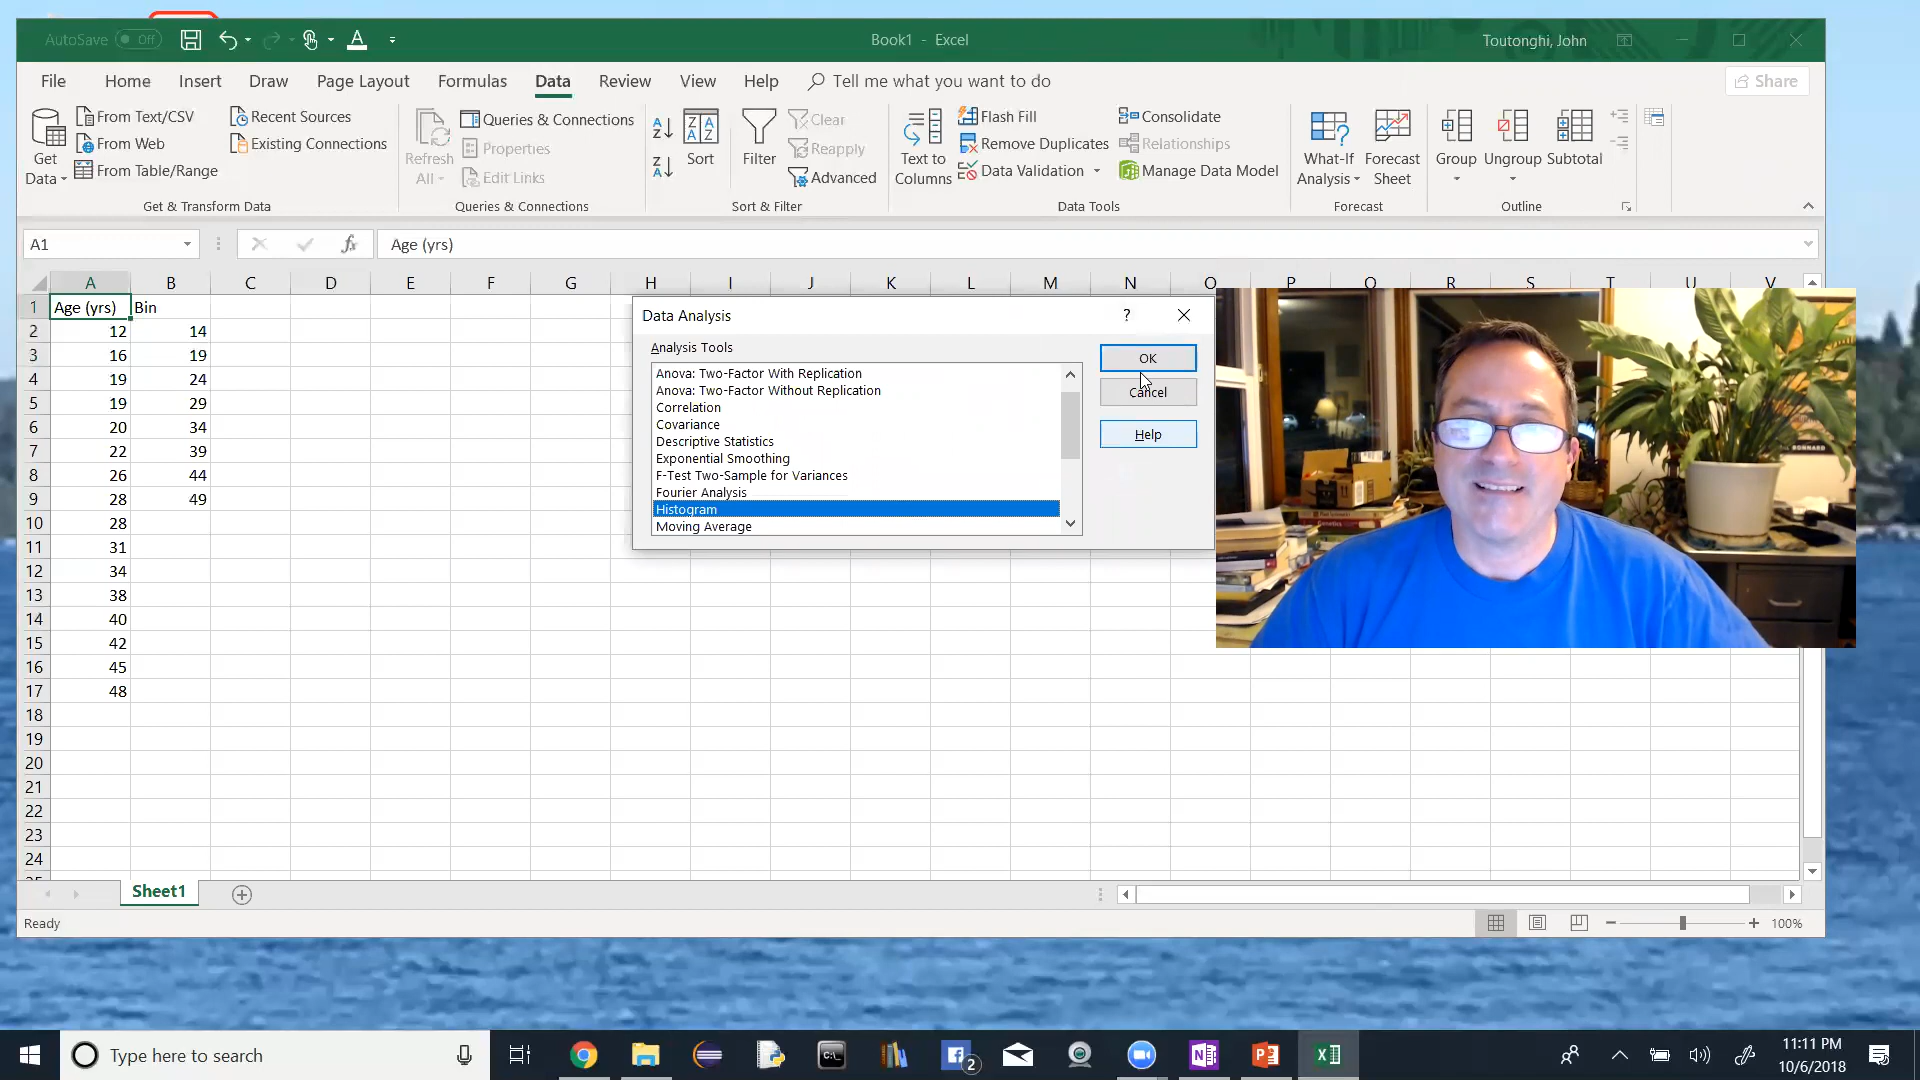 AutoSave Off
Book1 - Excel
Toutonghi, John
File Home Insert Draw Page Layout Formulas Data Review View Help Tell me what you want to do Share
Get Data
From Text/CSV
From Web
From Table/Range
Recent Sources
Existing Connections
Get & Transform Data
Refresh All
Queries & Connections
Properties
Edit Links
Queries & Connections
Sort
Filter
Clear
Reapply
Advanced
Sort & Filter
Text to Columns
Flash Fill
Remove Duplicates
Data Validation
Consolidate
Relationships
Manage Data Model
Data Tools
What-If Analysis
Forecast Sheet
Forecast
Group
Ungroup
Subtotal
Outline
A1
fx
Age (yrs)
A B C D E F G H I J K L M N O P Q R S T U V
1 Age (yrs) Bin
2 12 14
3 16 19
4 19 24
5 19 29
6 20 34
7 22 39
8 26 44
9 28 49
10 28
11 31
12 34
13 38
14 40
15 42
16 45
17 48
18
19
20
21
22
23
24
Data Analysis
?
Analysis Tools
Anova: Two-Factor With Replication
Anova: Two-Factor Without Replication
Correlation
Covariance
Descriptive Statistics
Exponential Smoothing
F-Test Two-Sample for Variances
Fourier Analysis
Histogram
Moving Average
OK
Cancel
Help
Sheet1
Ready
100%
Type here to search
2
11:11 PM
10/6/2018